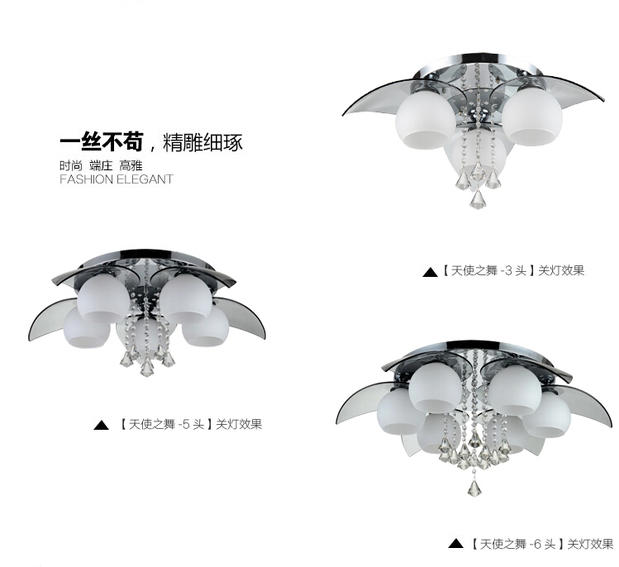 一丝不苟，精雕细琢
时尚 端庄 高雅
FASHION ELEGANT
▲【天使之舞-3头】关灯效果
▲【天使之舞-5头】关灯效果
▲【天使之舞-6头】关灯效果